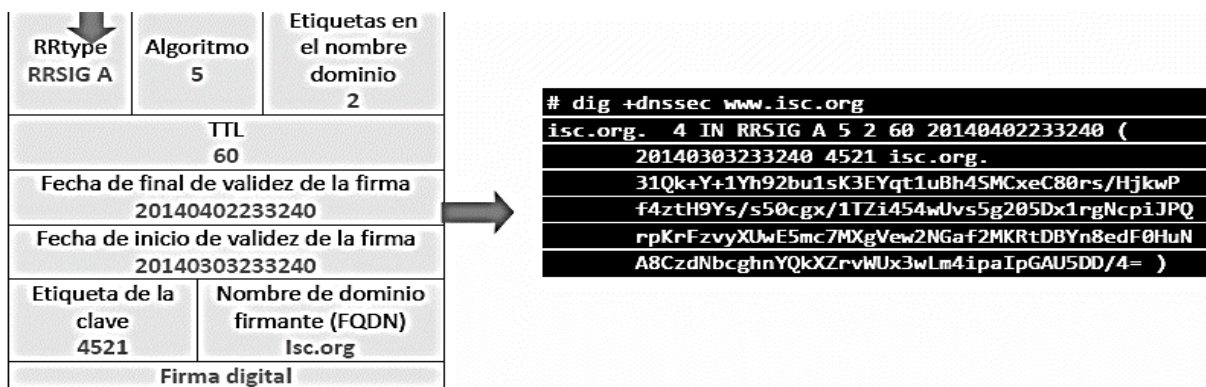 RRtype
RRSIG A
Algoritmo
5
Etiquetas en
el nombre
dominio
2
TTL
60
Fecha de final de validez de la firma
20140402233240
Fecha de inicio de validez de la firma
20140303233240
Etiqueta de la
clave
4521
Nombre de dominio
firmante (FQDN)
Isc.org
Firma digital
# dig +dnssec www.isc.org
isc.org. 4 IN RRSIG A 5 2 60 20140402233240 (
20140303233240 4521 isc.org.
31Qk+Y+1Yh92bu1sK3EYqt1uBh4SMCxeC80rs/HjkwP
f4ztH9Ys/s50cgx/1TZi454wUvs5g205Dx1rgNcpiJPQ
rpKrFzvyXUwE5mc7MXgVew2NGaf2MKRtDBYn8edF0HuN
A8CzdNbcghnYQkXZrvWUx3wLm4ipaIpGAU5DD/4= )